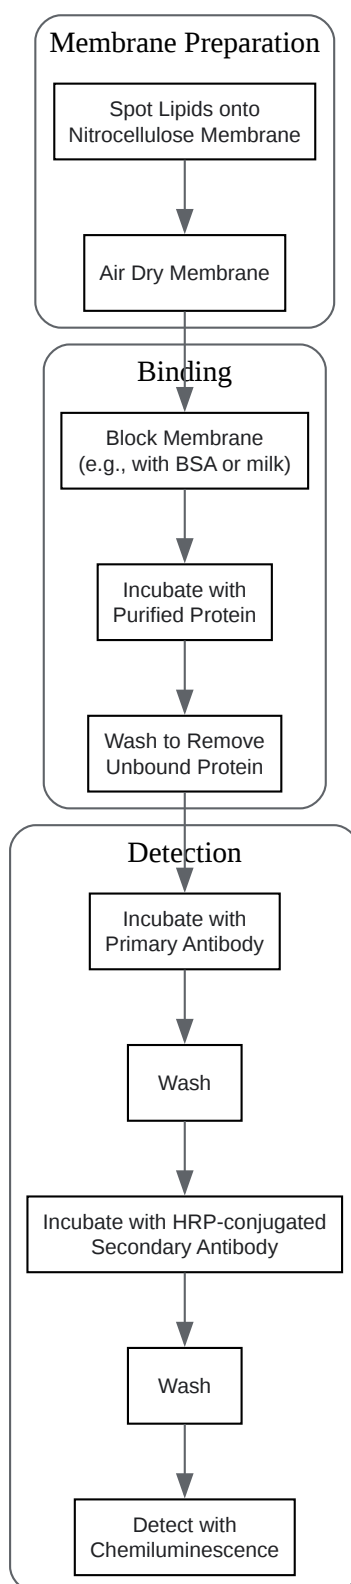 Membrane Preparation
Spot Lipids onto
Nitrocellulose Membrane
Air Dry Membrane
Binding
Block Membrane
(e.g., with BSA or milk)
Incubate with
Purified Protein
Wash to Remove
Unbound Protein
Detection
Incubate with
Primary Antibody
Wash
Incubate with HRP-conjugated
Secondary Antibody
Wash
Detect with
Chemiluminescence